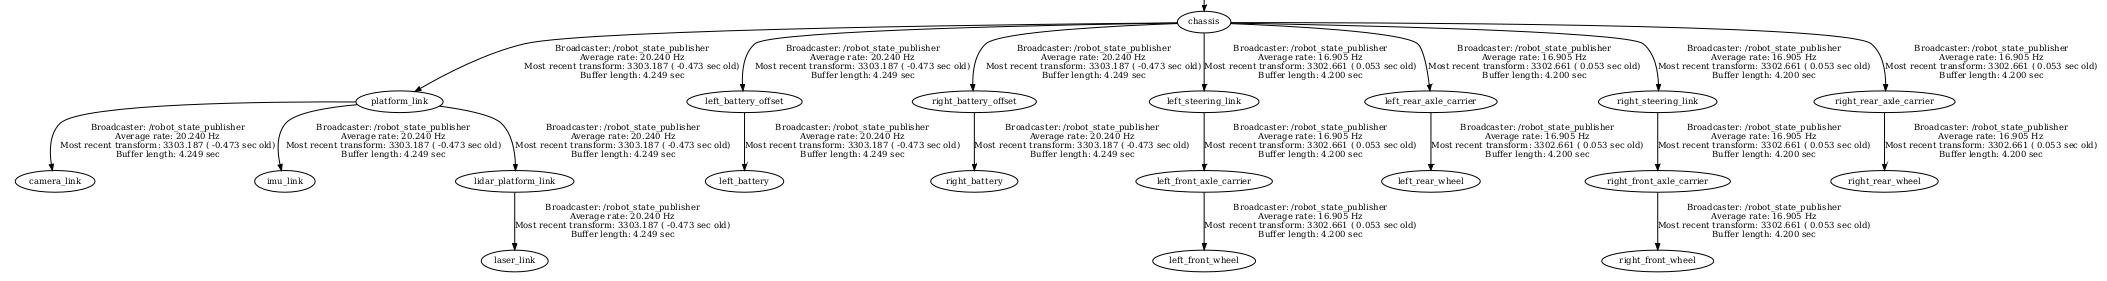 chassis
Broadcaster: /robot_state_publisher
Average rate: 20.240 Hz
Most recent transform: 3303.187 ( -0.473 sec old)
Buffer length: 4.249 sec
Broadcaster: /robot_state_publisher
Average rate: 20.240 Hz
Most recent transform: 3303.187 ( -0.473 sec old)
Buffer length: 4.249 sec
Broadcaster: /robot_state_publisher
Average rate: 20.240 Hz
Most recent transform: 3303.187 ( -0.473 sec old)
Buffer length: 4.249 sec
Broadcaster: /robot_state_publisher
Average rate: 16.905 Hz
Most recent transform: 3302.661 ( 0.053 sec old)
Buffer length: 4.200 sec
Broadcaster: /robot_state_publisher
Average rate: 16.905 Hz
Most recent transform: 3302.661 ( 0.053 sec old)
Buffer length: 4.200 sec
Broadcaster: /robot_state_publisher
Average rate: 16.905 Hz
Most recent transform: 3302.661 ( 0.053 sec old)
Buffer length: 4.200 sec
Broadcaster: /robot_state_publisher
Average rate: 16.905 Hz
Most recent transform: 3302.661 ( 0.053 sec old)
Buffer length: 4.200 sec
platform_link
left_battery_offset
right_battery_offset
left_steering_link
left_rear_axle_carrier
right_steering_link
right_rear_axle_carrier
Broadcaster: /robot_state_publisher
Average rate: 20.240 Hz
Most recent transform: 3303.187 ( -0.473 sec old)
Buffer length: 4.249 sec
Broadcaster: /robot_state_publisher
Average rate: 20.240 Hz
Most recent transform: 3303.187 ( -0.473 sec old)
Buffer length: 4.249 sec
Broadcaster: /robot_state_publisher
Average rate: 20.240 Hz
Most recent transform: 3303.187 ( -0.473 sec old)
Buffer length: 4.249 sec
Broadcaster: /robot_state_publisher
Average rate: 20.240 Hz
Most recent transform: 3303.187 ( -0.473 sec old)
Buffer length: 4.249 sec
Broadcaster: /robot_state_publisher
Average rate: 20.240 Hz
Most recent transform: 3303.187 ( -0.473 sec old)
Buffer length: 4.249 sec
Broadcaster: /robot_state_publisher
Average rate: 16.905 Hz
Most recent transform: 3302.661 ( 0.053 sec old)
Buffer length: 4.200 sec
Broadcaster: /robot_state_publisher
Average rate: 16.905 Hz
Most recent transform: 3302.661 ( 0.053 sec old)
Buffer length: 4.200 sec
Broadcaster: /robot_state_publisher
Average rate: 16.905 Hz
Most recent transform: 3302.661 ( 0.053 sec old)
Buffer length: 4.200 sec
Broadcaster: /robot_state_publisher
Average rate: 16.905 Hz
Most recent transform: 3302.661 ( 0.053 sec old)
Buffer length: 4.200 sec
camera_link
imu_link
lidar_platform_link
left_battery
right_battery
left_front_axle_carrier
left_rear_wheel
right_front_axle_carrier
right_rear_wheel
Broadcaster: /robot_state_publisher
Average rate: 20.240 Hz
Most recent transform: 3303.187 ( -0.473 sec old)
Buffer length: 4.249 sec
Broadcaster: /robot_state_publisher
Average rate: 16.905 Hz
Most recent transform: 3302.661 ( 0.053 sec old)
Buffer length: 4.200 sec
Broadcaster: /robot_state_publisher
Average rate: 16.905 Hz
Most recent transform: 3302.661 ( 0.053 sec old)
Buffer length: 4.200 sec
laser_link
left_front_wheel
right_front_wheel